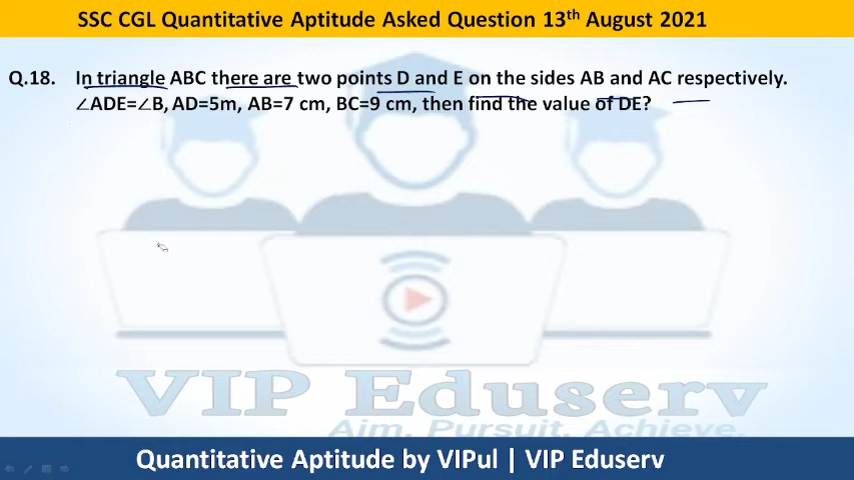 SSC CGL Quantitative Aptitude Asked Question 13th August 2021
Q.18. In triangle ABC there are two points D and E on the sides AB and AC respectively.
∠ADE=∠B, AD=5m, AB=7 cm, BC=9 cm, then find the value of DE?
VIP Eduserv
Aim. Pursuit. Achieve.
Quantitative Aptitude by VIPul | VIP Eduserv